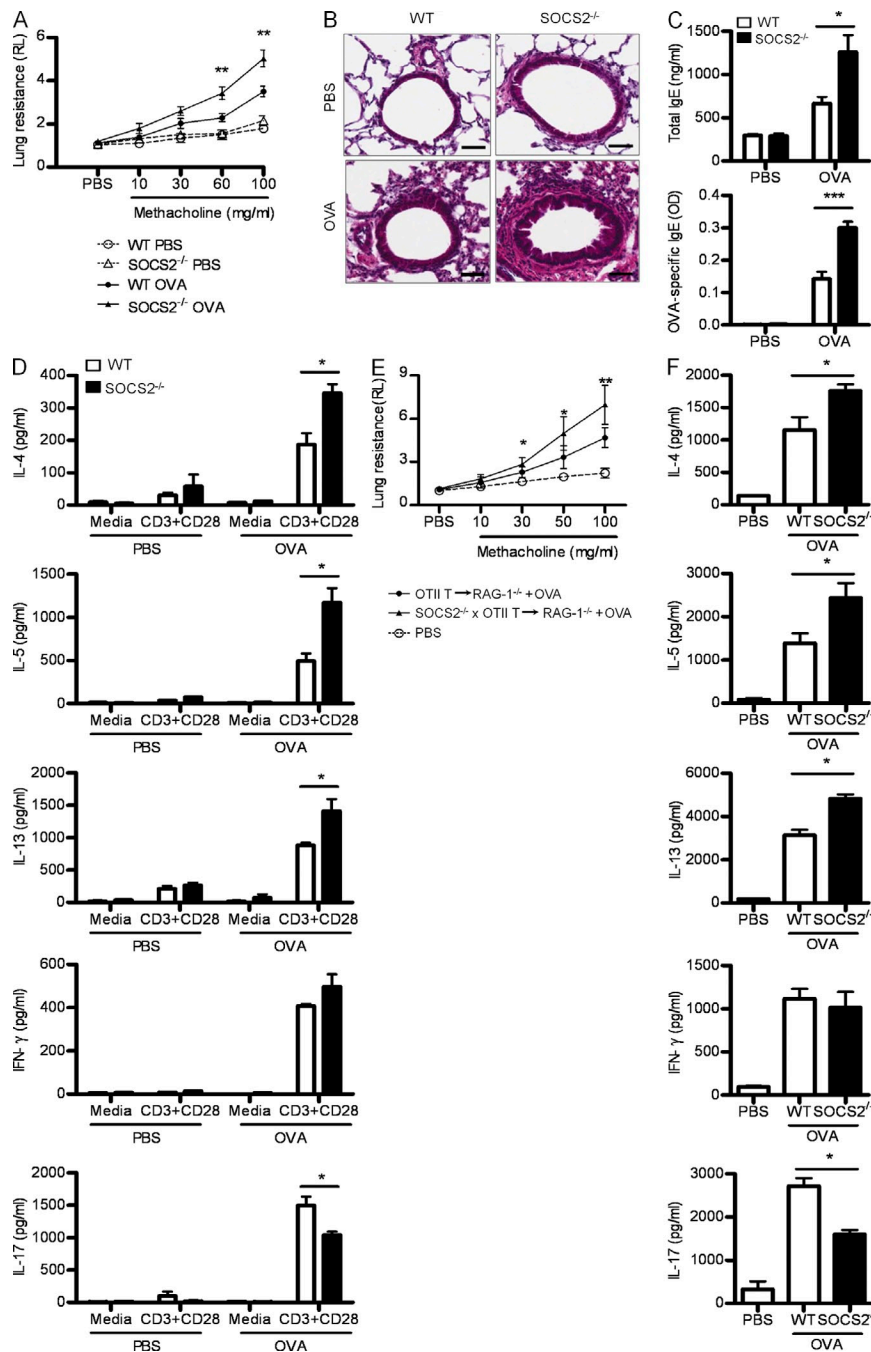 A
Lung resistance (RL)
6
4
2
0
PBS
10
30
60
100
**
**
Methacholine (mg/ml)
WT PBS
SOCS2-/- PBS
WT OVA
SOCS2-/- OVA
B
WT
SOCS2-/-
PBS
OVA
C
WT
SOCS2-/-
Total IgE (ng/ml)
1500
1000
500
0
*
PBS
OVA
OVA-specific IgE (OD)
0.4
0.3
0.2
0.1
0.0
***
PBS
OVA
D
WT
SOCS2-/-
IL-4 (pg/ml)
400
300
200
100
0
*
Media CD3+CD28 Media CD3+CD28
PBS OVA
IL-5 (pg/ml)
1500
1000
500
0
*
Media CD3+CD28 Media CD3+CD28
PBS OVA
IL-13 (pg/ml)
2000
1500
1000
500
0
*
Media CD3+CD28 Media CD3+CD28
PBS OVA
IFN- γ (pg/ml)
600
400
200
0
Media CD3+CD28 Media CD3+CD28
PBS OVA
IL-17 (pg/ml)
2000
1500
1000
500
0
*
Media CD3+CD28 Media CD3+CD28
PBS OVA
E
Lung resistance(RL)
9
6
3
0
PBS
10
30
50
100
*
*
**
Methacholine (mg/ml)
OTII T → RAG-1-/- +OVA
SOCS2-/- x OTII T → RAG-1-/- +OVA
PBS
F
IL-4 (pg/ml)
2000
1500
1000
500
0
*
PBS WT SOCS2-/-
OVA
IL-5 (pg/ml)
3000
2000
1000
0
*
PBS WT SOCS2-/-
OVA
IL-13 (pg/ml)
6000
4000
2000
0
*
PBS WT SOCS2-/-
OVA
IFN- γ (pg/ml)
1500
1000
500
0
PBS WT SOCS2-/-
OVA
IL-17 (pg/ml)
3000
2000
1000
0
*
PBS WT SOCS2-/-
OVA